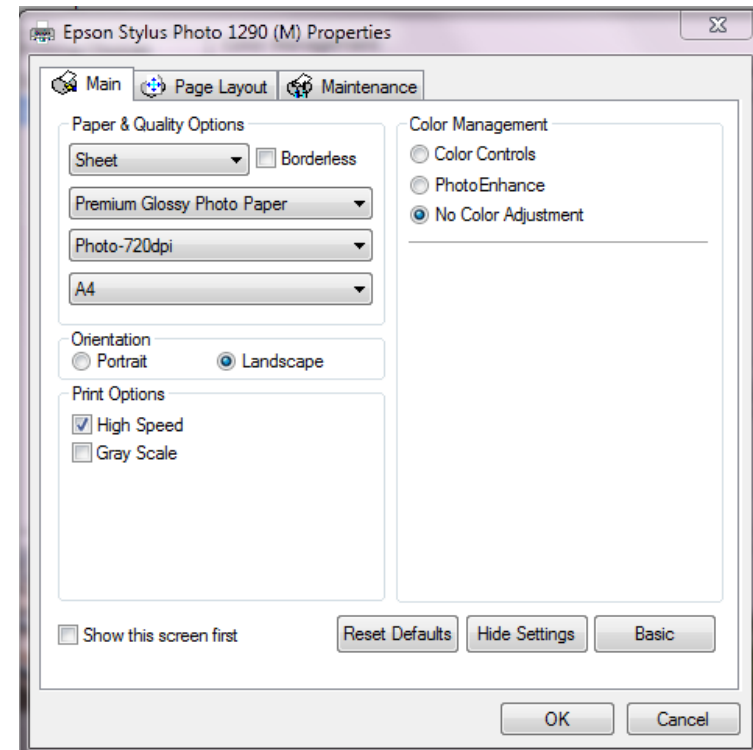 Epson Stylus Photo 1290 (M) Properties
Main Page Layout Maintenance
Paper & Quality Options
Sheet Borderless
Premium Glossy Photo Paper
Photo-720dpi
A4
Orientation
Portrait Landscape
Print Options
High Speed
Gray Scale
Color Management
Color Controls
PhotoEnhance
No Color Adjustment
Show this screen first Reset Defaults Hide Settings Basic
OK Cancel